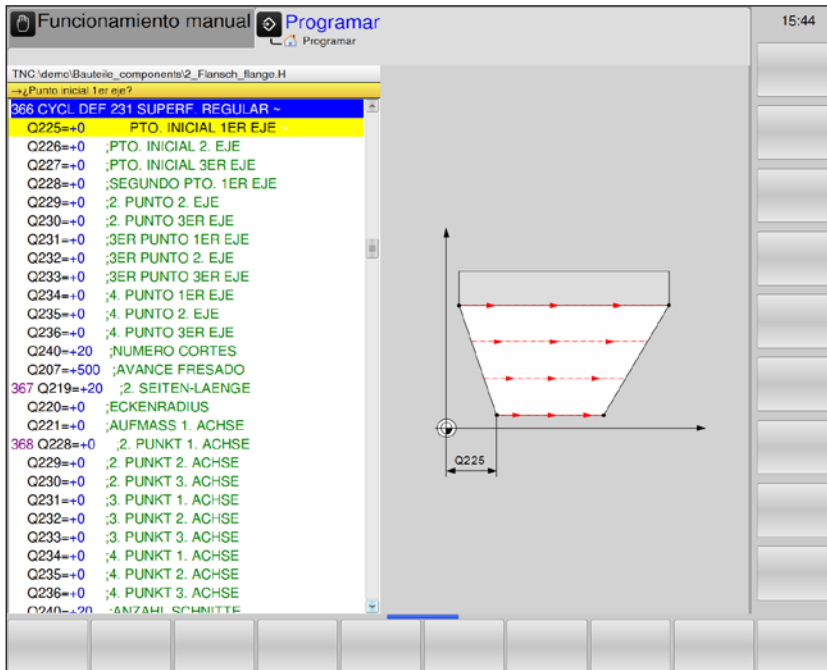 Funcionamiento manual
Programar
15:44
Programar
TNC:\demo\Bauteile_components\2_Flansch_flange.H
→¿Punto inicial 1er eje?
366 CYCL DEF 231 SUPERF. REGULAR ~
Q225=+0 PTO. INICIAL 1ER EJE ~
Q226=+0 ;PTO. INICIAL 2. EJE
Q227=+0 ;PTO. INICIAL 3ER EJE
Q228=+0 ;SEGUNDO PTO. 1ER EJE
Q229=+0 ;2. PUNTO 2. EJE
Q230=+0 ;2. PUNTO 3ER EJE
Q231=+0 ;3ER PUNTO 1ER EJE
Q232=+0 ;3ER PUNTO 2. EJE
Q233=+0 ;3ER PUNTO 3ER EJE
Q234=+0 ;4. PUNTO 1ER EJE
Q235=+0 ;4. PUNTO 2. EJE
Q236=+0 ;4. PUNTO 3ER EJE
Q240=+20 ;NUMERO CORTES
Q207=+500 ;AVANCE FRESADO
367 Q219=+20 ;2. SEITEN-LAENGE
Q220=+0 ;ECKENRADIUS
Q221=+0 ;AUFMASS 1. ACHSE
368 Q228=+0 ;2. PUNKT 1. ACHSE
Q229=+0 ;2. PUNKT 2. ACHSE
Q230=+0 ;2. PUNKT 3. ACHSE
Q231=+0 ;3. PUNKT 1. ACHSE
Q232=+0 ;3. PUNKT 2. ACHSE
Q233=+0 ;3. PUNKT 3. ACHSE
Q234=+0 ;4. PUNKT 1. ACHSE
Q235=+0 ;4. PUNKT 2. ACHSE
Q236=+0 ;4. PUNKT 3. ACHSE
Q240=+20 ;ANZAHL SCHNITTE
Q225